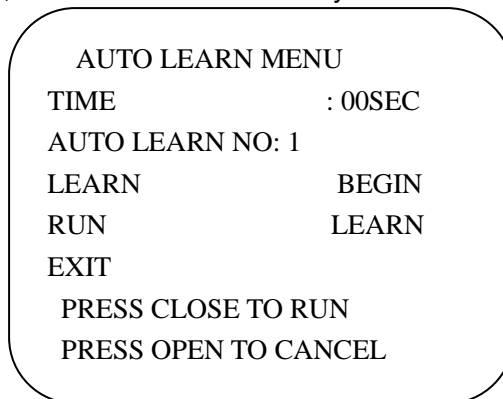 AUTO LEARN MENU
TIME : 00SEC
AUTO LEARN NO: 1
LEARN BEGIN
RUN LEARN
EXIT
PRESS CLOSE TO RUN
PRESS OPEN TO CANCEL